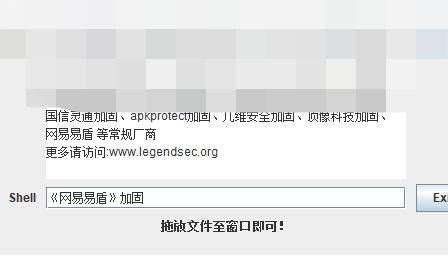 国信灵通加固、apkprotect加固、几维安全加固、顶像科技加固、
网易易盾 等常规厂商
更多请访问:www.legendsec.org
Shell 《网易易盾》加固 Ex
拖放文件至窗口即可！